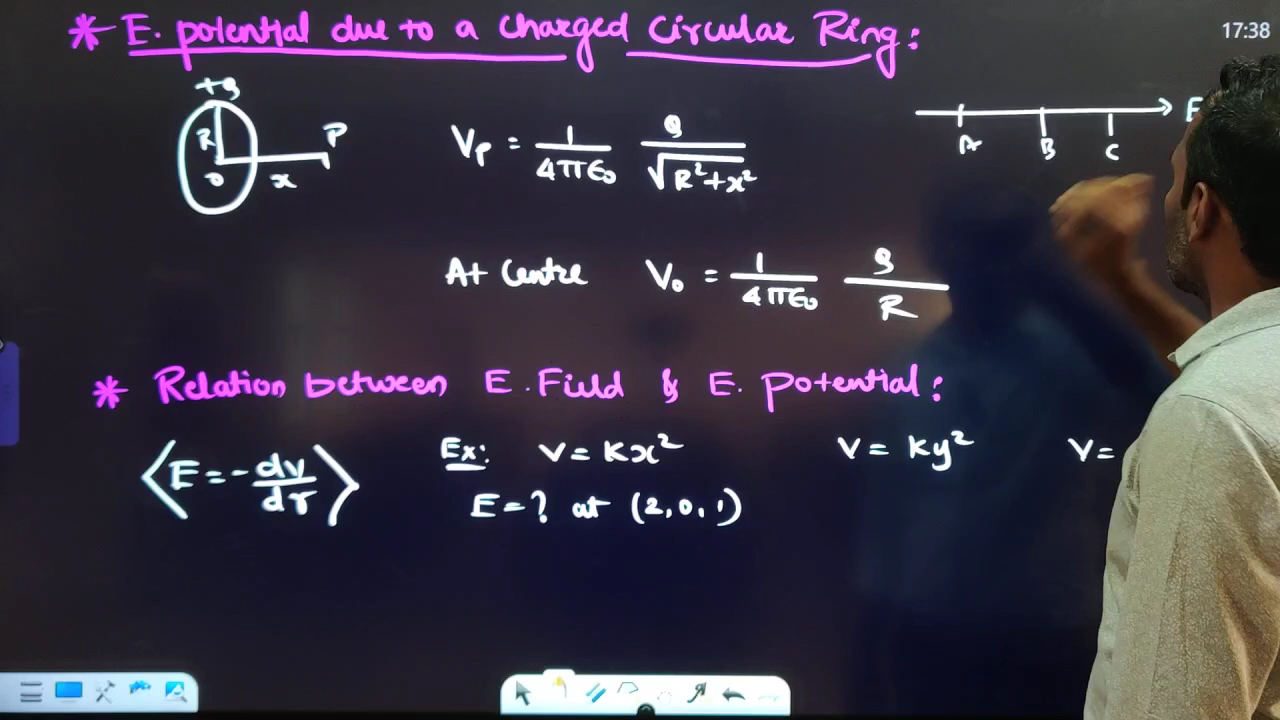 17:38
* E. potential due to a charged Circular Ring:
+Q
R
P
O
x
Vp = 1/4πϵ₀ Q/√R²+x²
A B C
E
At Centre V₀ = 1/4πϵ₀ Q/R
* Relation between E. Field & E. potential:
<E = -dv/dr>
Ex: V = Kx² V = Ky² V =
E = ? at (2,0,1)